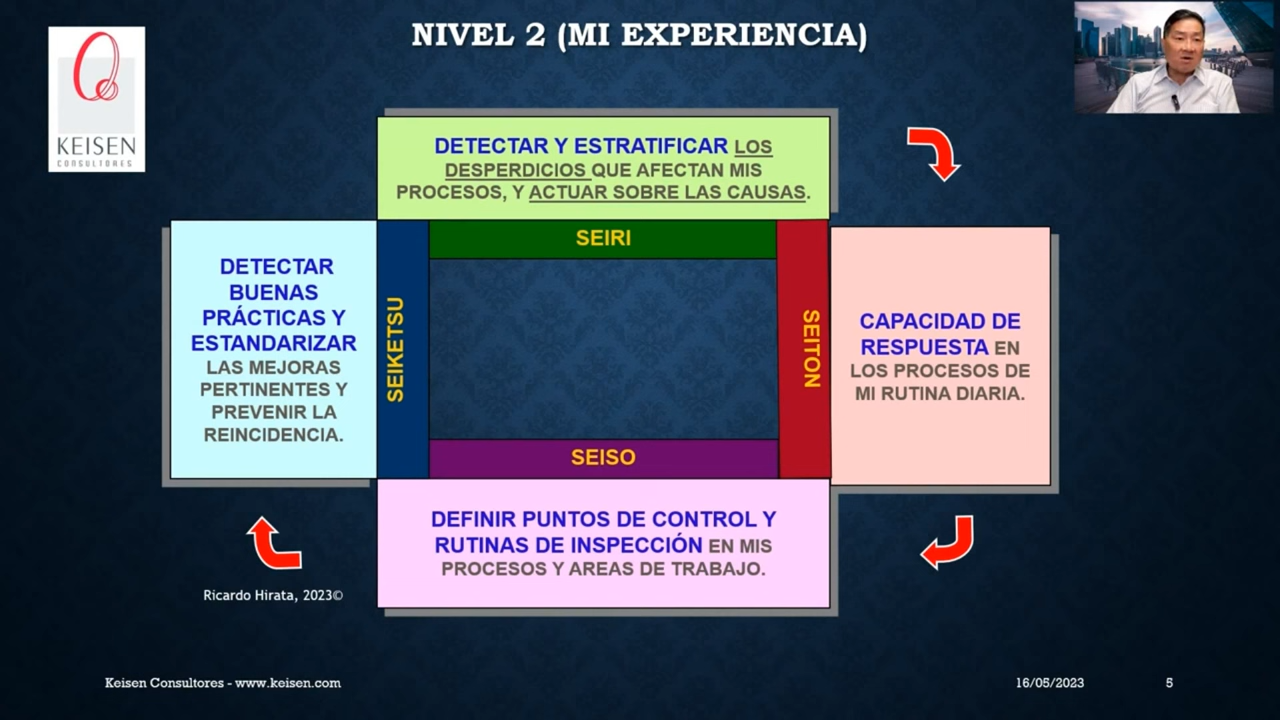 NIVEL 2 (MI EXPERIENCIA)
KEISEN
CONSULTORES
DETECTAR Y ESTRATIFICAR LOS
DESPERDICIOS QUE AFECTAN MIS
PROCESOS, Y ACTUAR SOBRE LAS CAUSAS.
SEIRI
DETECTAR
BUENAS
PRÁCTICAS Y
ESTANDARIZAR
LAS MEJORAS
PERTINENTES Y
PREVENIR LA
REINCIDENCIA.
SEIKETSU
SEITON
CAPACIDAD DE
RESPUESTA EN
LOS PROCESOS DE
MI RUTINA DIARIA.
SEISO
DEFINIR PUNTOS DE CONTROL Y
RUTINAS DE INSPECCIÓN EN MIS
PROCESOS Y AREAS DE TRABAJO.
Ricardo Hirata, 2023©
Keisen Consultores - www.keisen.com
16/05/2023
5